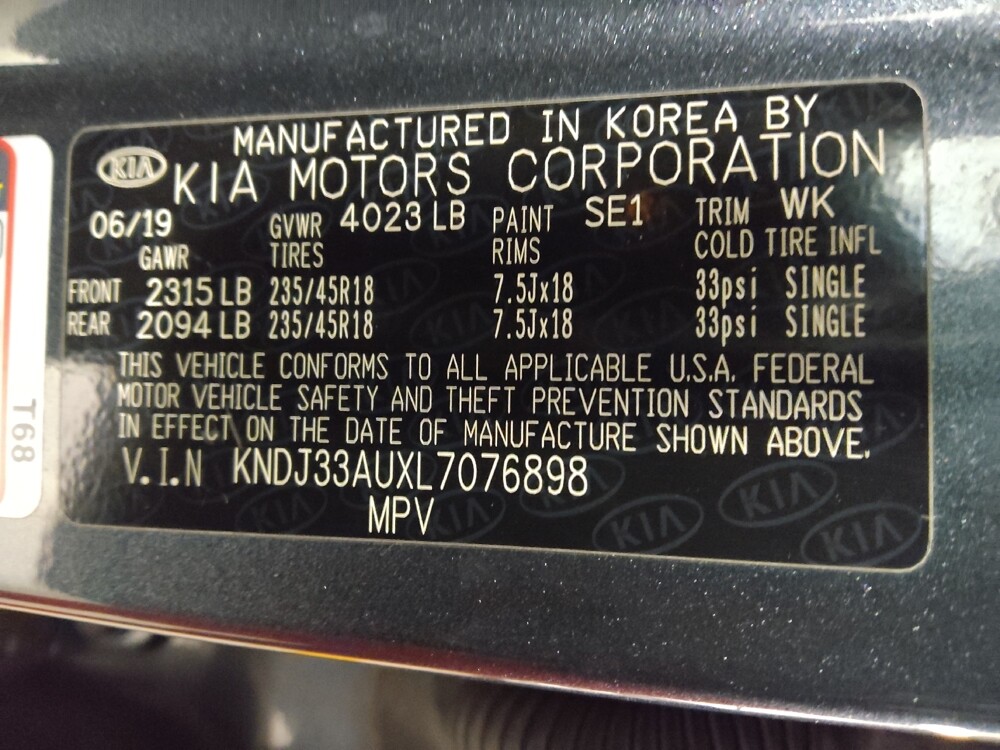 MANUFACTURED IN KOREA BY
KIA KIA MOTORS CORPORATION
06/19 GVWR 4023 LB PAINT SE1 TRIM WK
GAWR TIRES RIMS COLD TIRE INFL
FRONT 2315 LB 235/45R18 7.5Jx18 33psi SINGLE
REAR 2094 LB 235/45R18 7.5Jx18 33psi SINGLE
THIS VEHICLE CONFORMS TO ALL APPLICABLE U.S.A. FEDERAL
MOTOR VEHICLE SAFETY AND THEFT PREVENTION STANDARDS
IN EFFECT ON THE DATE OF MANUFACTURE SHOWN ABOVE.
V.I.N KNDJ33AUXL7076898
MPV
KIA KIA KIA
T68